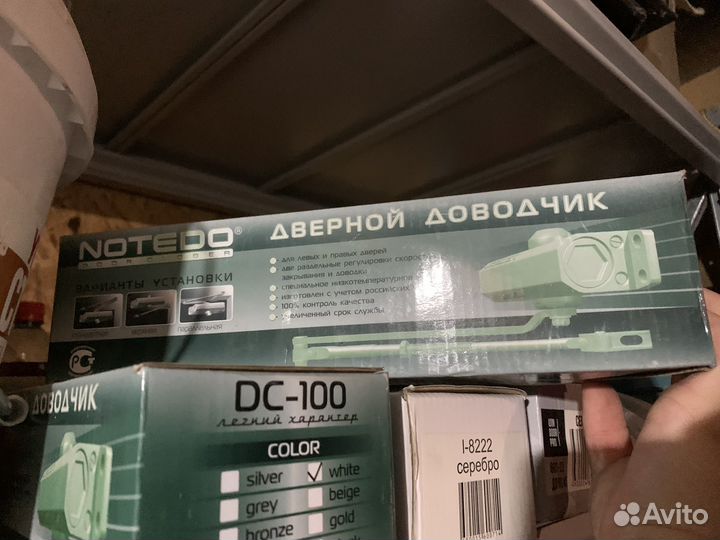 NOTEDO®
DOOR CLOSER
ДВЕРНОЙ ДОВОДЧИК
для левых и правых дверей
две раздельные регулировки скорости
закрывания и доводки
специальное низкотемпературное
изготовлен с учетом российских
100% контроль качества
увеличенный срок службы
ВАРИАНТЫ УСТАНОВКИ
верхняя
параллельная
ДОВОДЧИК
DC-100
легкий характер
COLOR
silver
white
grey
beige
bronze
gold
I-8222
серебро
Avito